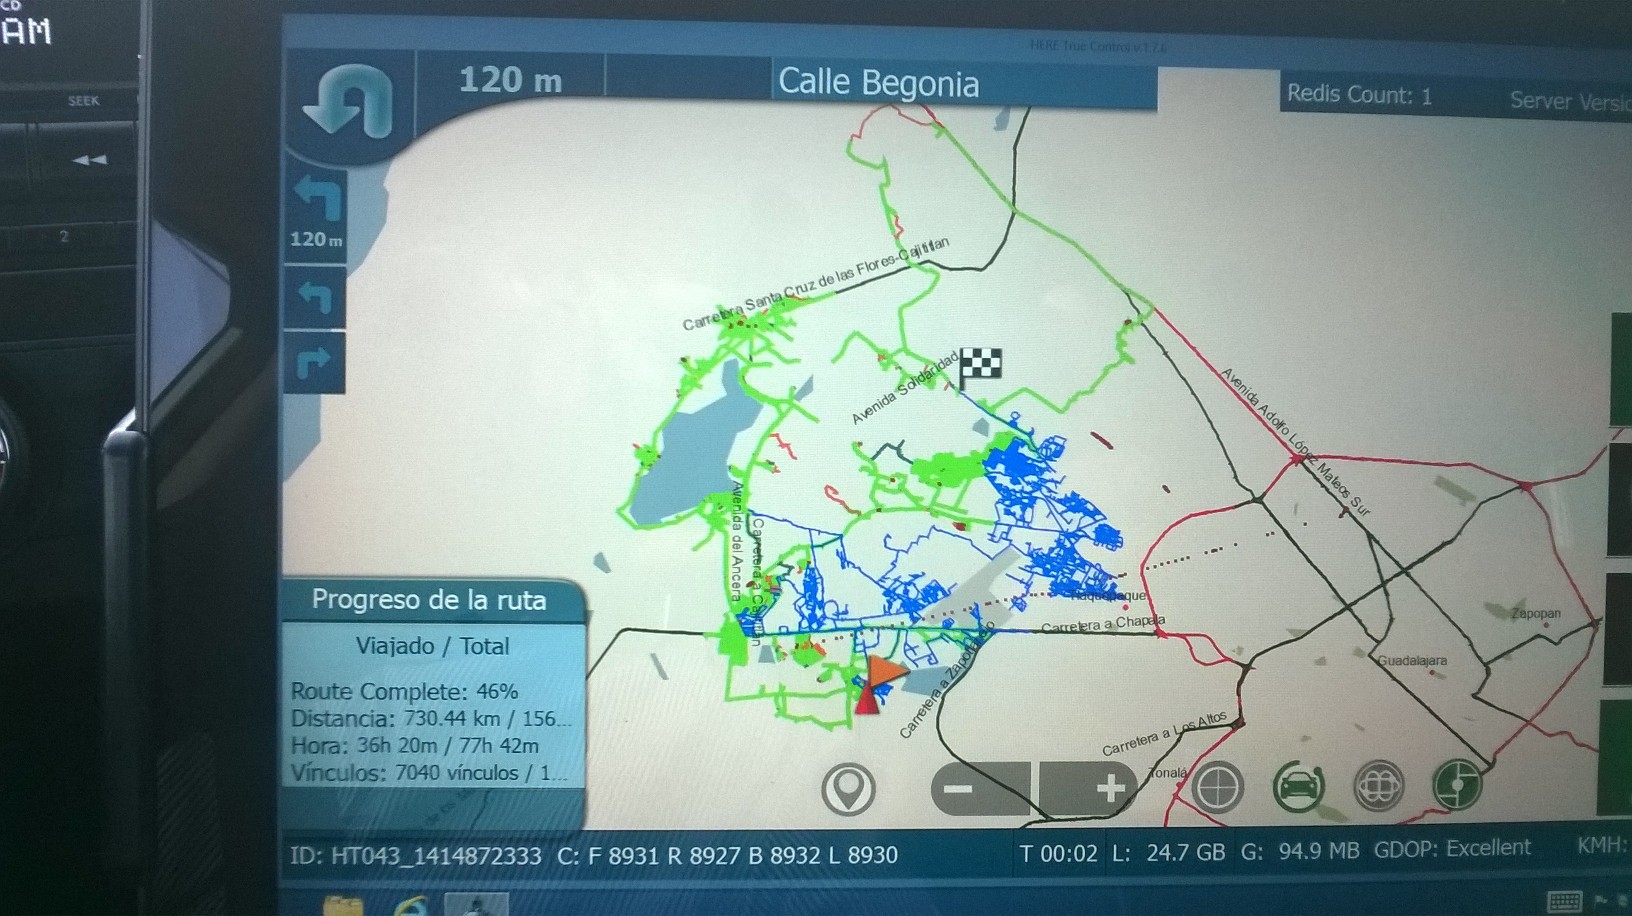 CD
AM
SEEK
2
HERE True Control v.1.7.6
120 m
Calle Begonia
Redis Count: 1
Server Versio
120 m
Carretera Santa Cruz de las Flores-Cajititlan
Avenida Solidaridad
Avenida Adolfo López Mateos Sur
Avenida del Ancera
Carretera a
Tlaquepaque
Carretera a Chapala
Zapopan
Guadalajara
Carretera a
Carretera a Los Altos
Tonalá
Progreso de la ruta
Viajado / Total
Route Complete: 46%
Distancia: 730.44 km / 156...
Hora: 36h 20m / 77h 42m
Vínculos: 7040 vínculos / 1...
ID: HT043_1414872333 C: F 8931 R 8927 B 8932 L 8930
T 00:02 L: 24.7 GB G: 94.9 MB GDOP: Excellent KMH: